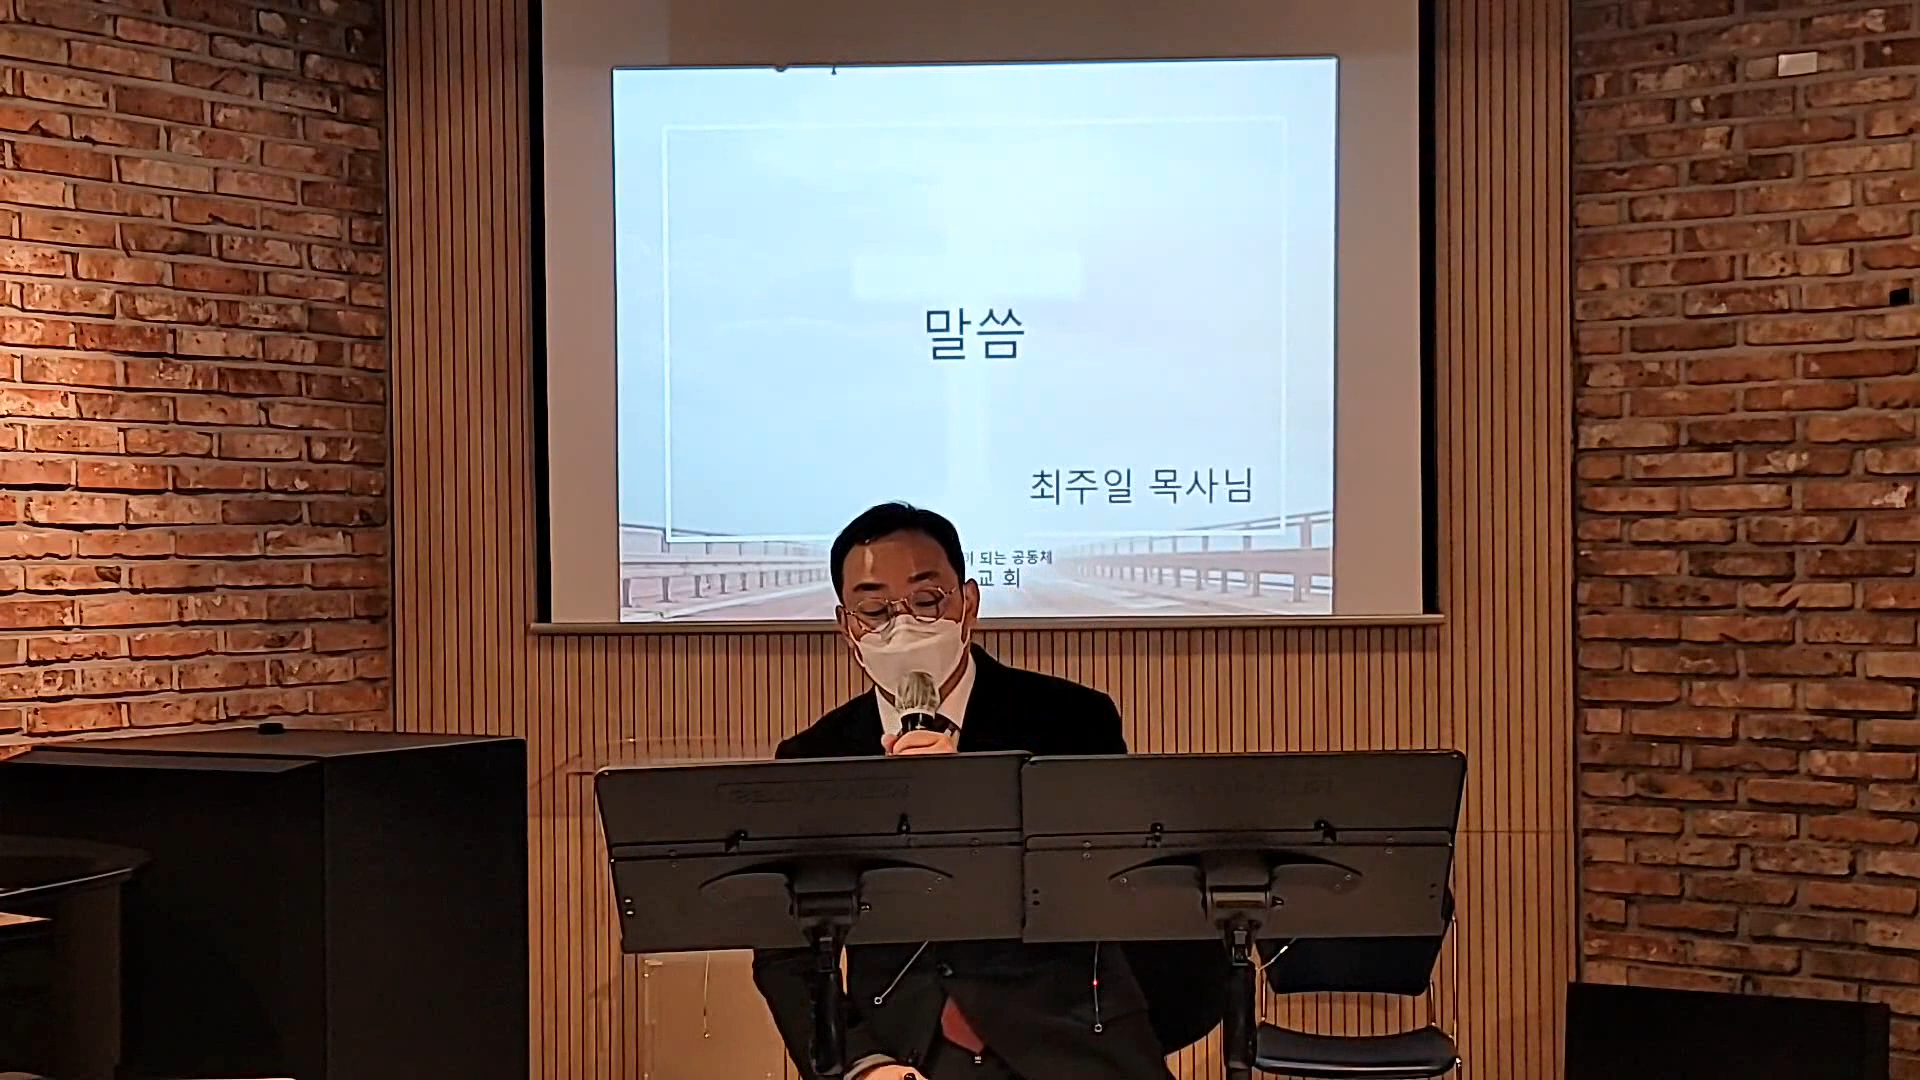 말씀
최주일 목사님
되는 공동체
교회